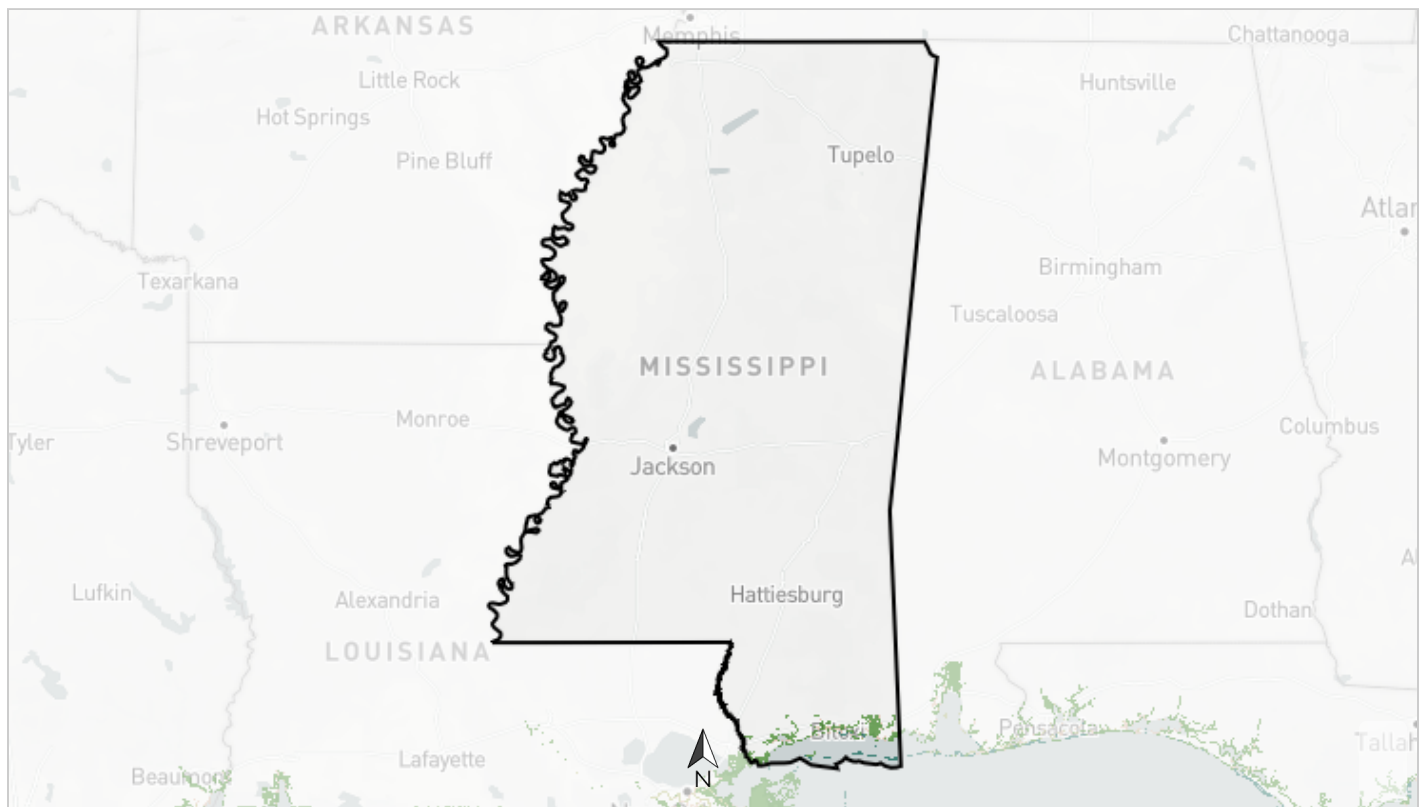 ARKANSAS
Memphis
Chattanooga
Little Rock
Huntsville
Hot Springs
Pine Bluff
Tupelo
Atlan
Texarkana
Birmingham
Tuscaloosa
MISSISSIPPI
ALABAMA
Monroe
Columbus
Tyler
Shreveport
Jackson
Montgomery
Lufkin
Alexandria
Hattiesburg
Dothan
LOUISIANA
Biloxi
Pensacola
Lafayette
Tallah
Beaumont
N